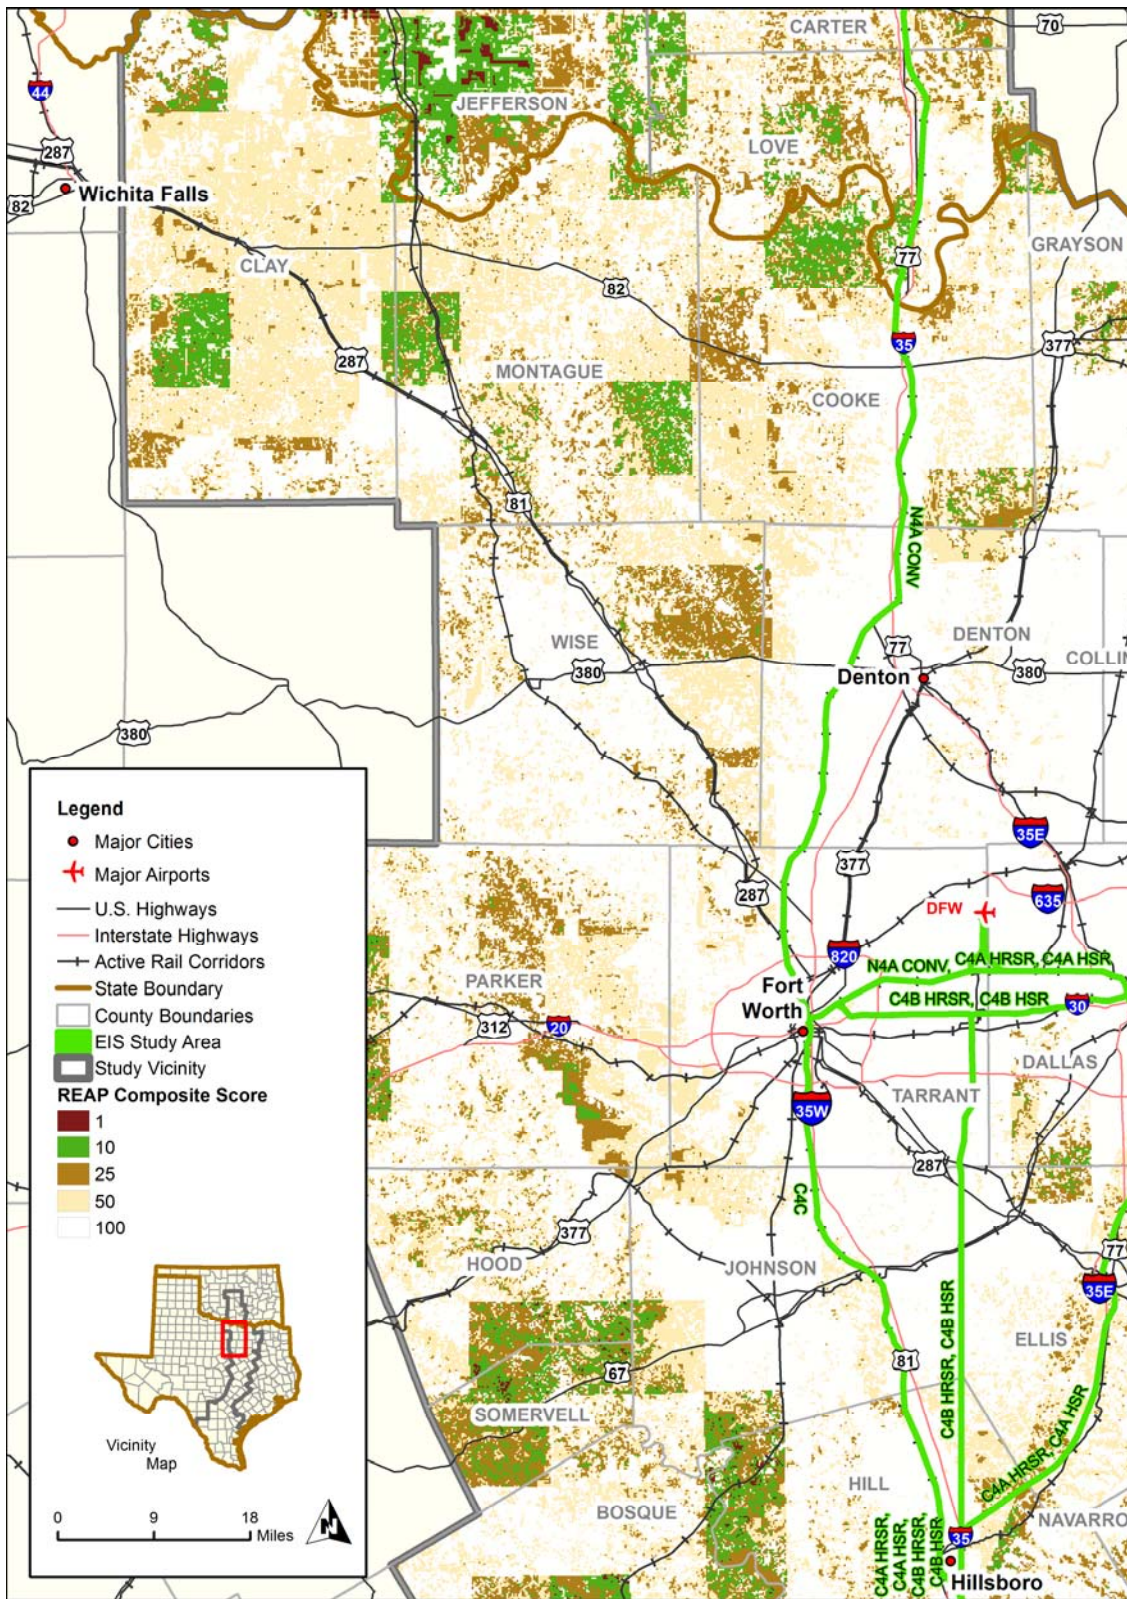 CARTER
70
44
JEFFERSON
LOVE
287
82
Wichita Falls
CLAY
77
GRAYSON
82
35
377
287
MONTAGUE
COOKE
81
N4A CONV
WISE
77
DENTON
COLLIN
380
Denton
380
380
35E
377
287
635
DFW
820
PARKER
N4A CONV, C4A HRSR, C4A HSR
Fort
Worth
C4B HRSR, C4B HSR
30
312
20
DALLAS
TARRANT
35W
287
C4C
377
77
HOOD
JOHNSON
35E
ELLIS
81
67
C4B HRSR, C4B HSR
SOMERVELL
C4A HRSR, C4A HSR
HILL
BOSQUE
NAVARRO
35
C4A HRSR,
C4A HSR,
C4B HRSR,
C4B HSR
Hillsboro
Legend
Major Cities
Major Airports
U.S. Highways
Interstate Highways
Active Rail Corridors
State Boundary
County Boundaries
EIS Study Area
Study Vicinity
REAP Composite Score
1
10
25
50
100
Vicinity
Map
0 9 18
Miles
N